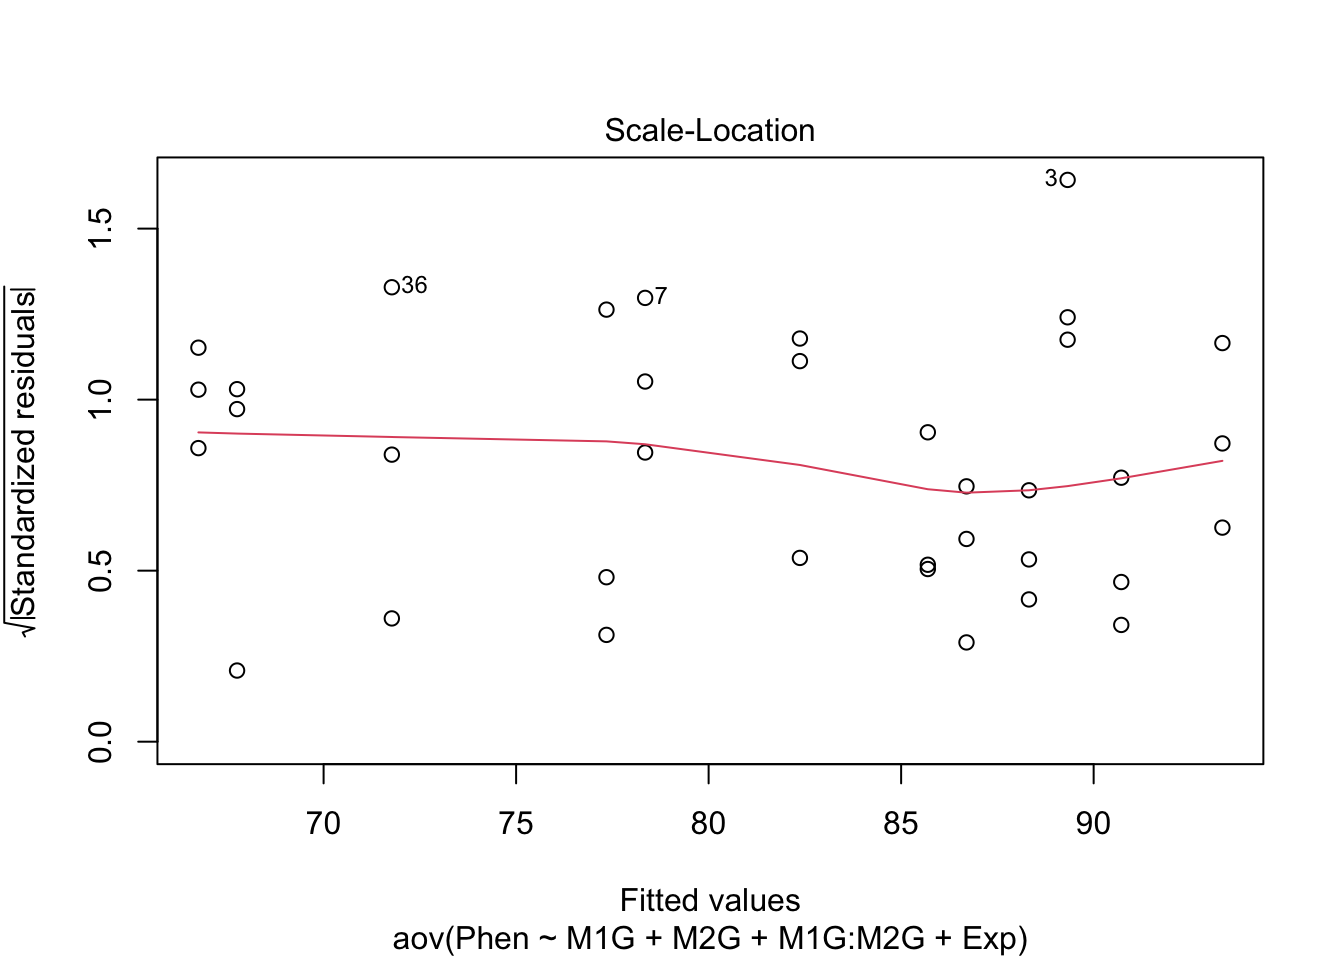 Scale-Location
√|Standardized residuals|
1.5
1.0
0.5
0.0
3
36
7
70 75 80 85 90
Fitted values
aov(Phen ~ M1G + M2G + M1G:M2G + Exp)